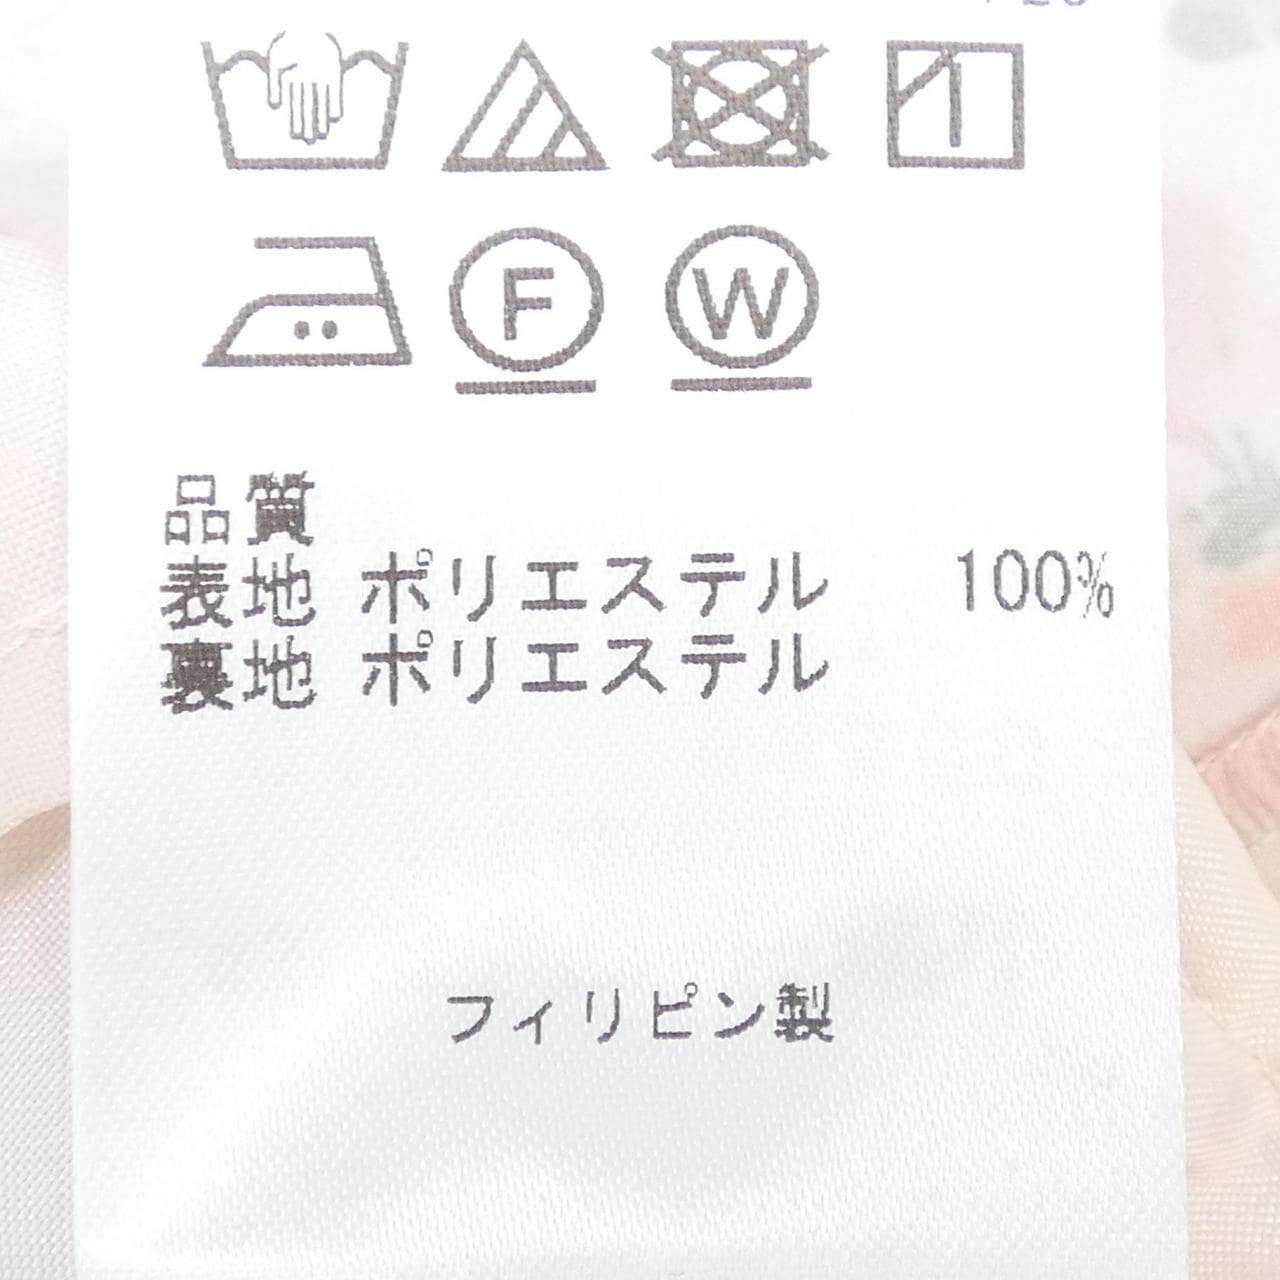 F W
品質
表地 ポリエステル 100%
裏地 ポリエステル
フィリピン製